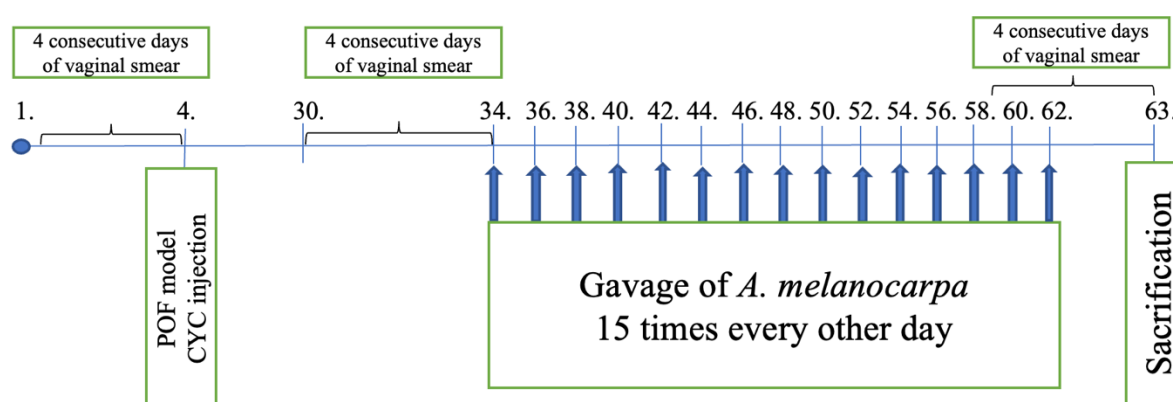 4 consecutive days
of vaginal smear
4 consecutive days
of vaginal smear
4 consecutive days
of vaginal smear
1. 4. 30. 34. 36. 38. 40. 42. 44. 46. 48. 50. 52. 54. 56. 58. 60. 62. 63.
POF model
CYC injection
Gavage of A. melanocarpa
15 times every other day
Sacrification